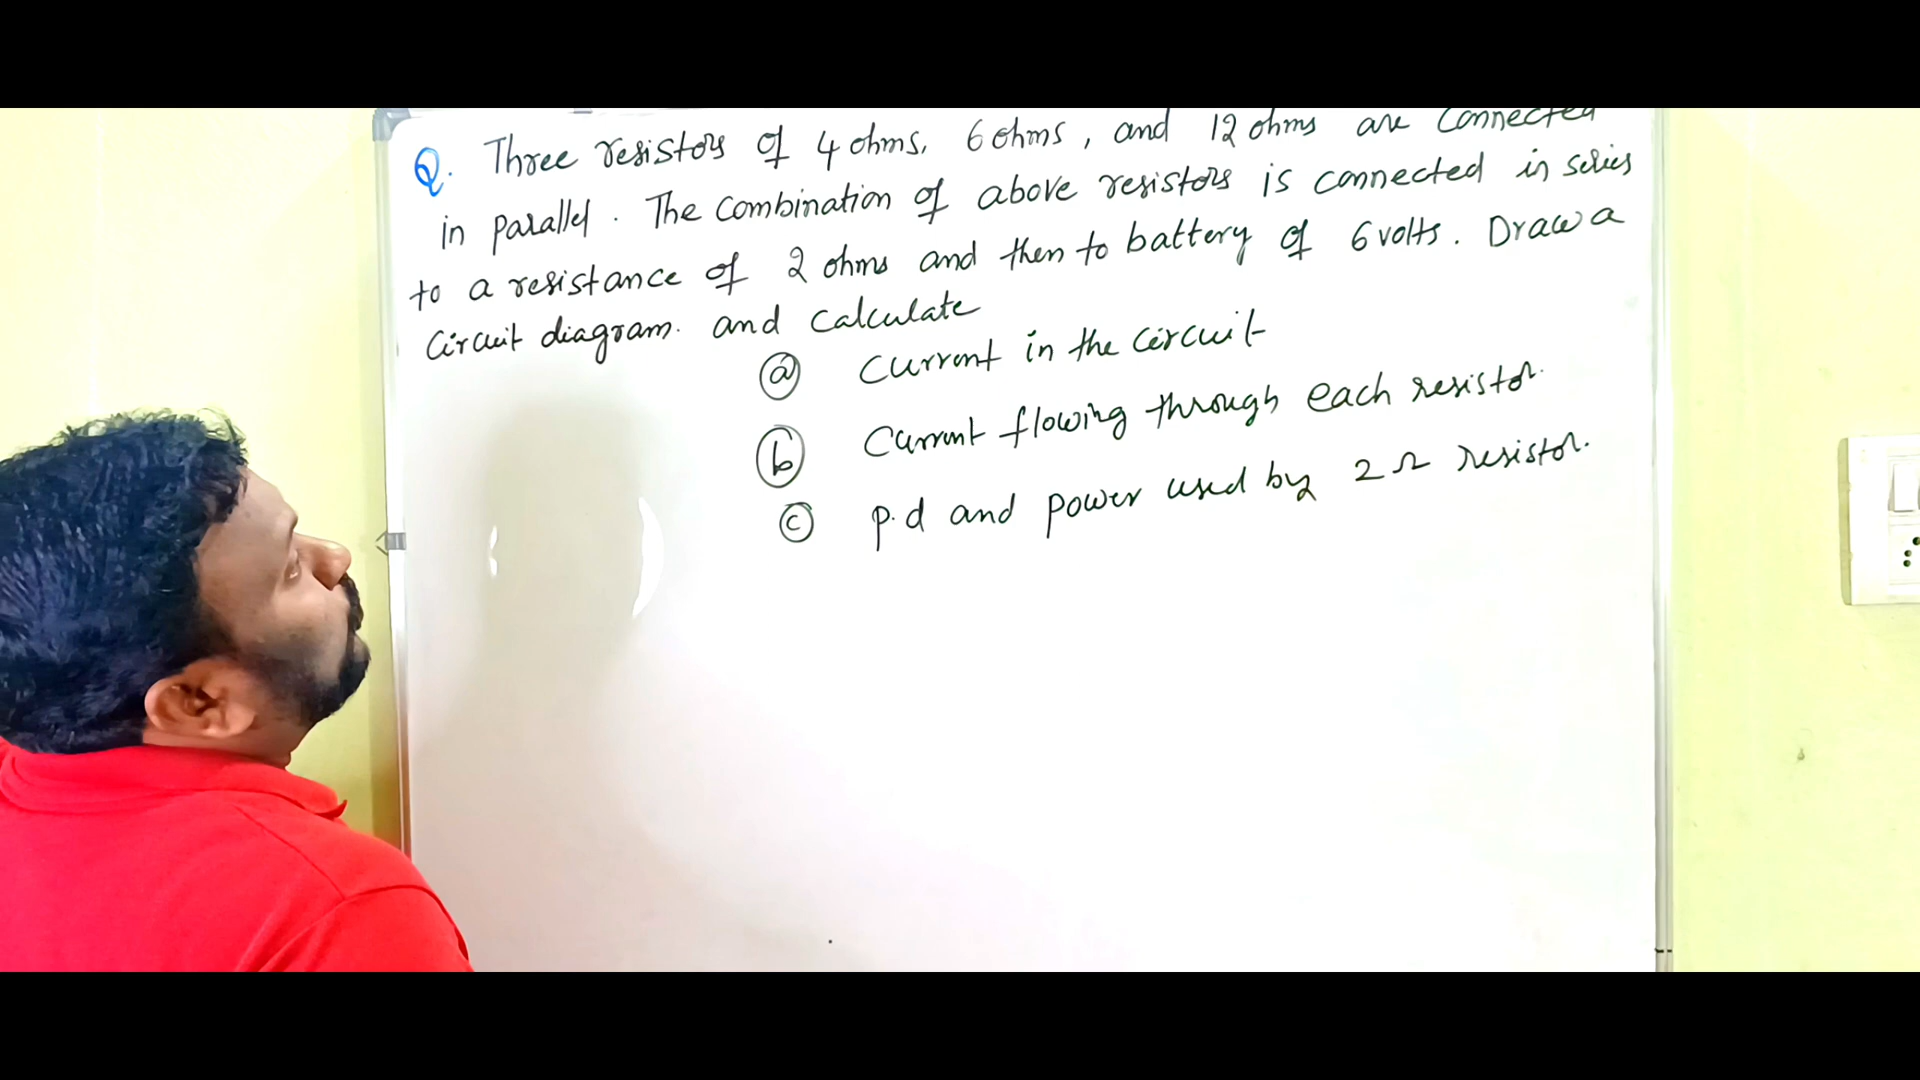 Q. Three resistors of 4 ohms, 6 ohms, and 12 ohms are connected
in parallel. The combination of above resistors is connected in series
to a resistance of 2 ohms and then to battery of 6 volts. Draw a
Circuit diagram. and calculate
(a) Current in the circuit
(b) Current flowing through each resistor.
(c) p.d and power used by 2 Ω resistor.